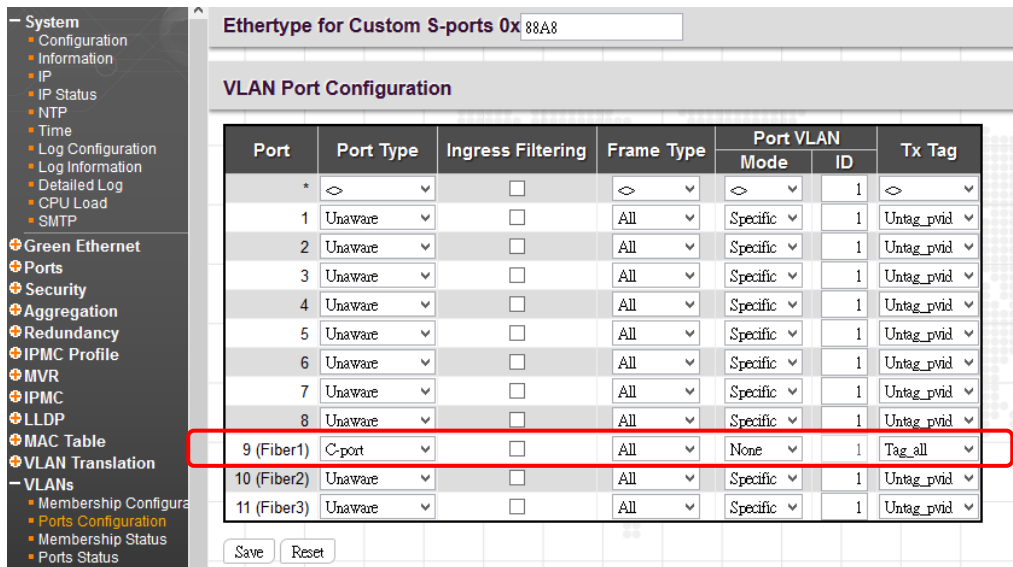 System
Configuration
Information
IP
IP Status
NTP
Time
Log Configuration
Log Information
Detailed Log
CPU Load
SMTP
Green Ethernet
Ports
Security
Aggregation
Redundancy
IPMC Profile
MVR
IPMC
LLDP
MAC Table
VLAN Translation
VLANs
Membership Configura
Ports Configuration
Membership Status
Ports Status
Ethertype for Custom S-ports 0x 88A8
VLAN Port Configuration
Port Port Type Ingress Filtering Frame Type Port VLAN Tx Tag
Mode ID
* <> <> <> 1 <>
1 Unaware All Specific 1 Untag_pvid
2 Unaware All Specific 1 Untag_pvid
3 Unaware All Specific 1 Untag_pvid
4 Unaware All Specific 1 Untag_pvid
5 Unaware All Specific 1 Untag_pvid
6 Unaware All Specific 1 Untag_pvid
7 Unaware All Specific 1 Untag_pvid
8 Unaware All Specific 1 Untag_pvid
9 (Fiber1) C-port All None 1 Tag_all
10 (Fiber2) Unaware All Specific 1 Untag_pvid
11 (Fiber3) Unaware All Specific 1 Untag_pvid
Save Reset